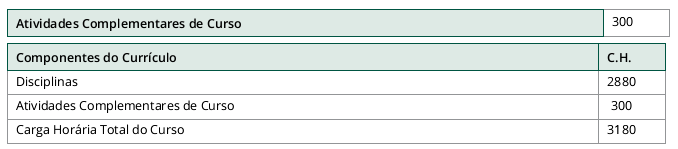 Atividades Complementares de Curso 300
Componentes do Currículo C.H.
Disciplinas 2880
Atividades Complementares de Curso 300
Carga Horária Total do Curso 3180